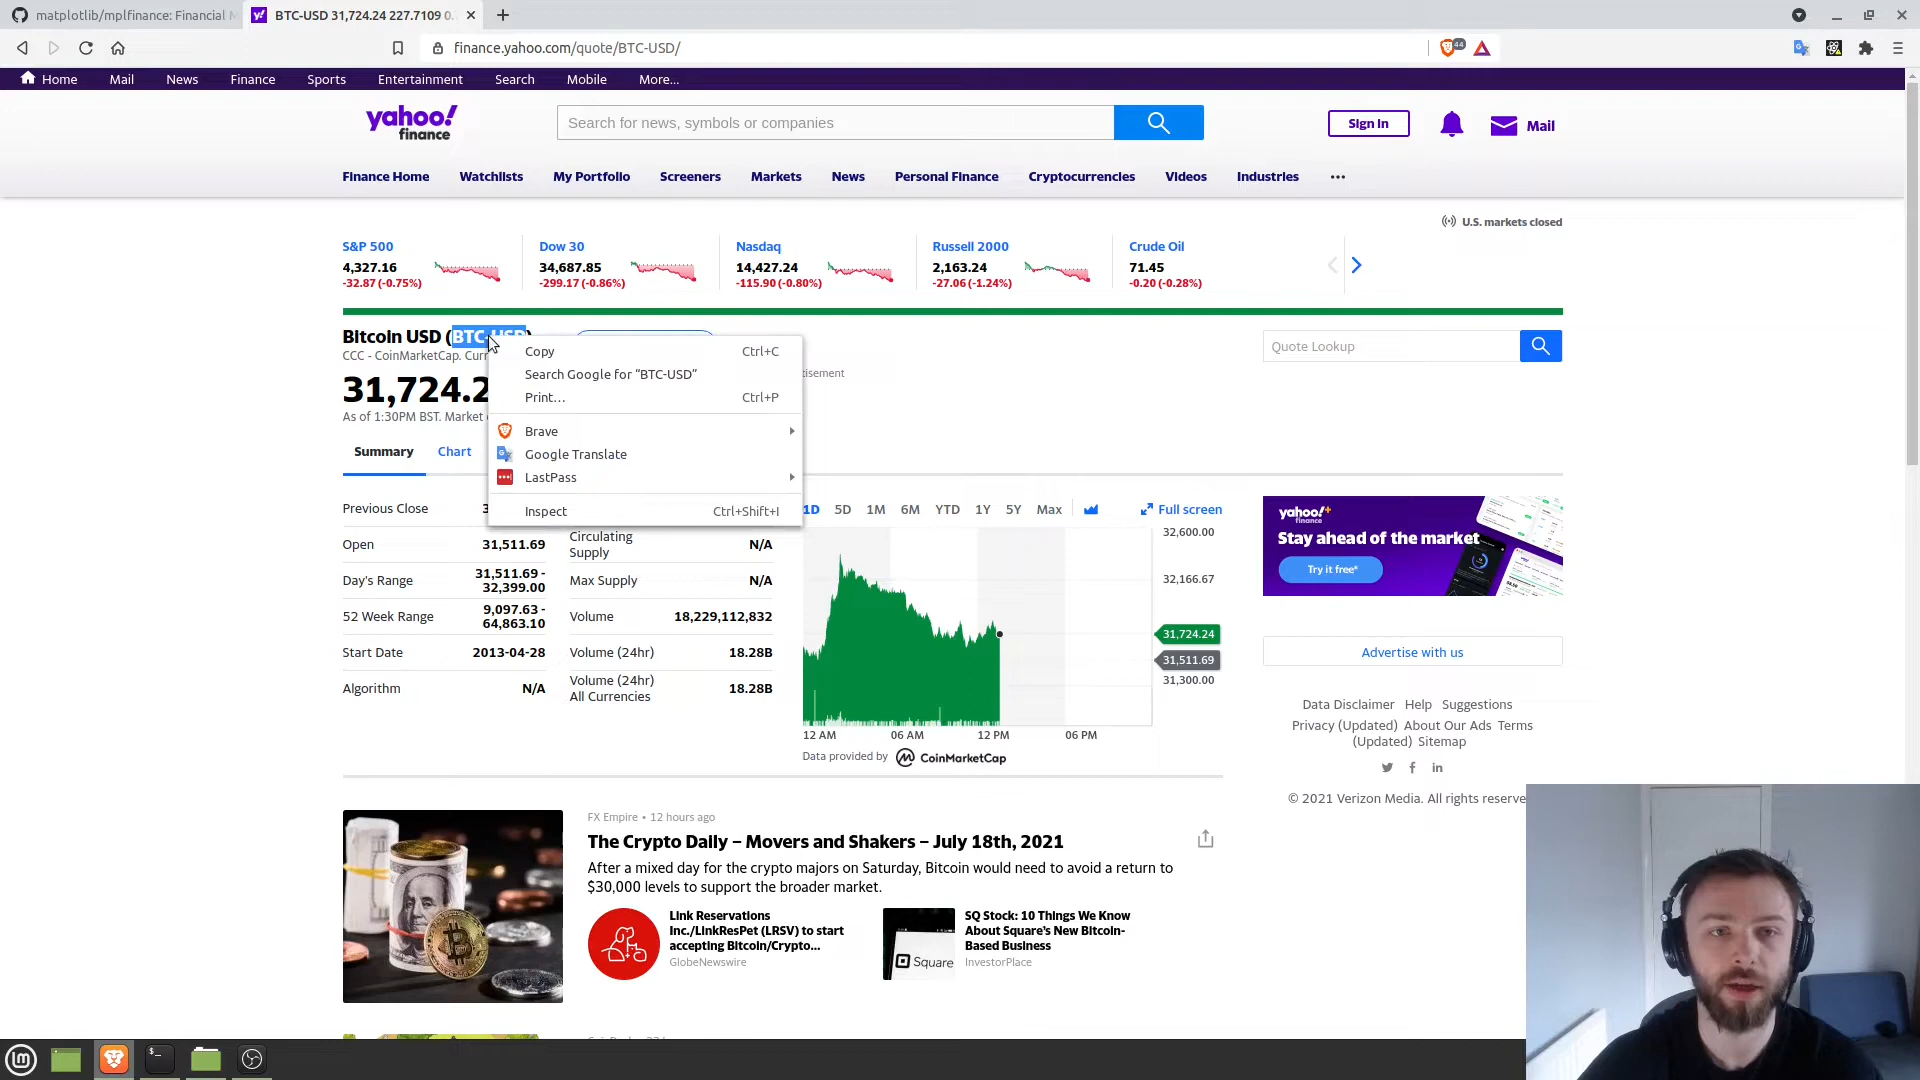 matplotlib/mplfinance: Financial M
BTC-USD 31,724.24 227.7109 0.
finance.yahoo.com/quote/BTC-USD/
44
Home Mail News Finance Sports Entertainment Search Mobile More...
yahoo!
finance
Search for news, symbols or companies
Sign In
Mail
Finance Home Watchlists My Portfolio Screeners Markets News Personal Finance Cryptocurrencies Videos Industries
U.S. markets closed
S&P 500
4,327.16
-32.87 (-0.75%)
Dow 30
34,687.85
-299.17 (-0.86%)
Nasdaq
14,427.24
-115.90 (-0.80%)
Russell 2000
2,163.24
-27.06 (-1.24%)
Crude Oil
71.45
-0.20 (-0.28%)
Bitcoin USD (BTC-USD)
CCC - CoinMarketCap. Curr
31,724.2
As of 1:30PM BST. Market
Quote Lookup
Copy Ctrl+C
Search Google for “BTC-USD”
Print… Ctrl+P
Brave
Google Translate
LastPass
Inspect Ctrl+Shift+I
tisement
Summary Chart
Previous Close 3
Open 31,511.69
Day's Range 31,511.69 -
32,399.00
52 Week Range 9,097.63 -
64,863.10
Start Date 2013-04-28
Algorithm N/A
Circulating
Supply N/A
Max Supply N/A
Volume 18,229,112,832
Volume (24hr) 18.28B
Volume (24hr)
All Currencies 18.28B
1D 5D 1M 6M YTD 1Y 5Y Max
Full screen
32,600.00
32,166.67
31,724.24
31,511.69
31,300.00
12 AM 06 AM 12 PM 06 PM
Data provided by CoinMarketCap
yahoo!+
finance
Stay ahead of the market
Try it free*
Advertise with us
Data Disclaimer Help Suggestions
Privacy (Updated) About Our Ads Terms
(Updated) Sitemap
© 2021 Verizon Media. All rights reserve
FX Empire • 12 hours ago
The Crypto Daily – Movers and Shakers – July 18th, 2021
After a mixed day for the crypto majors on Saturday, Bitcoin would need to avoid a return to
$30,000 levels to support the broader market.
Link Reservations
Inc./LinkResPet (LRSV) to start
accepting Bitcoin/Crypto...
GlobeNewswire
Square
SQ Stock: 10 Things We Know
About Square’s New Bitcoin-
Based Business
InvestorPlace